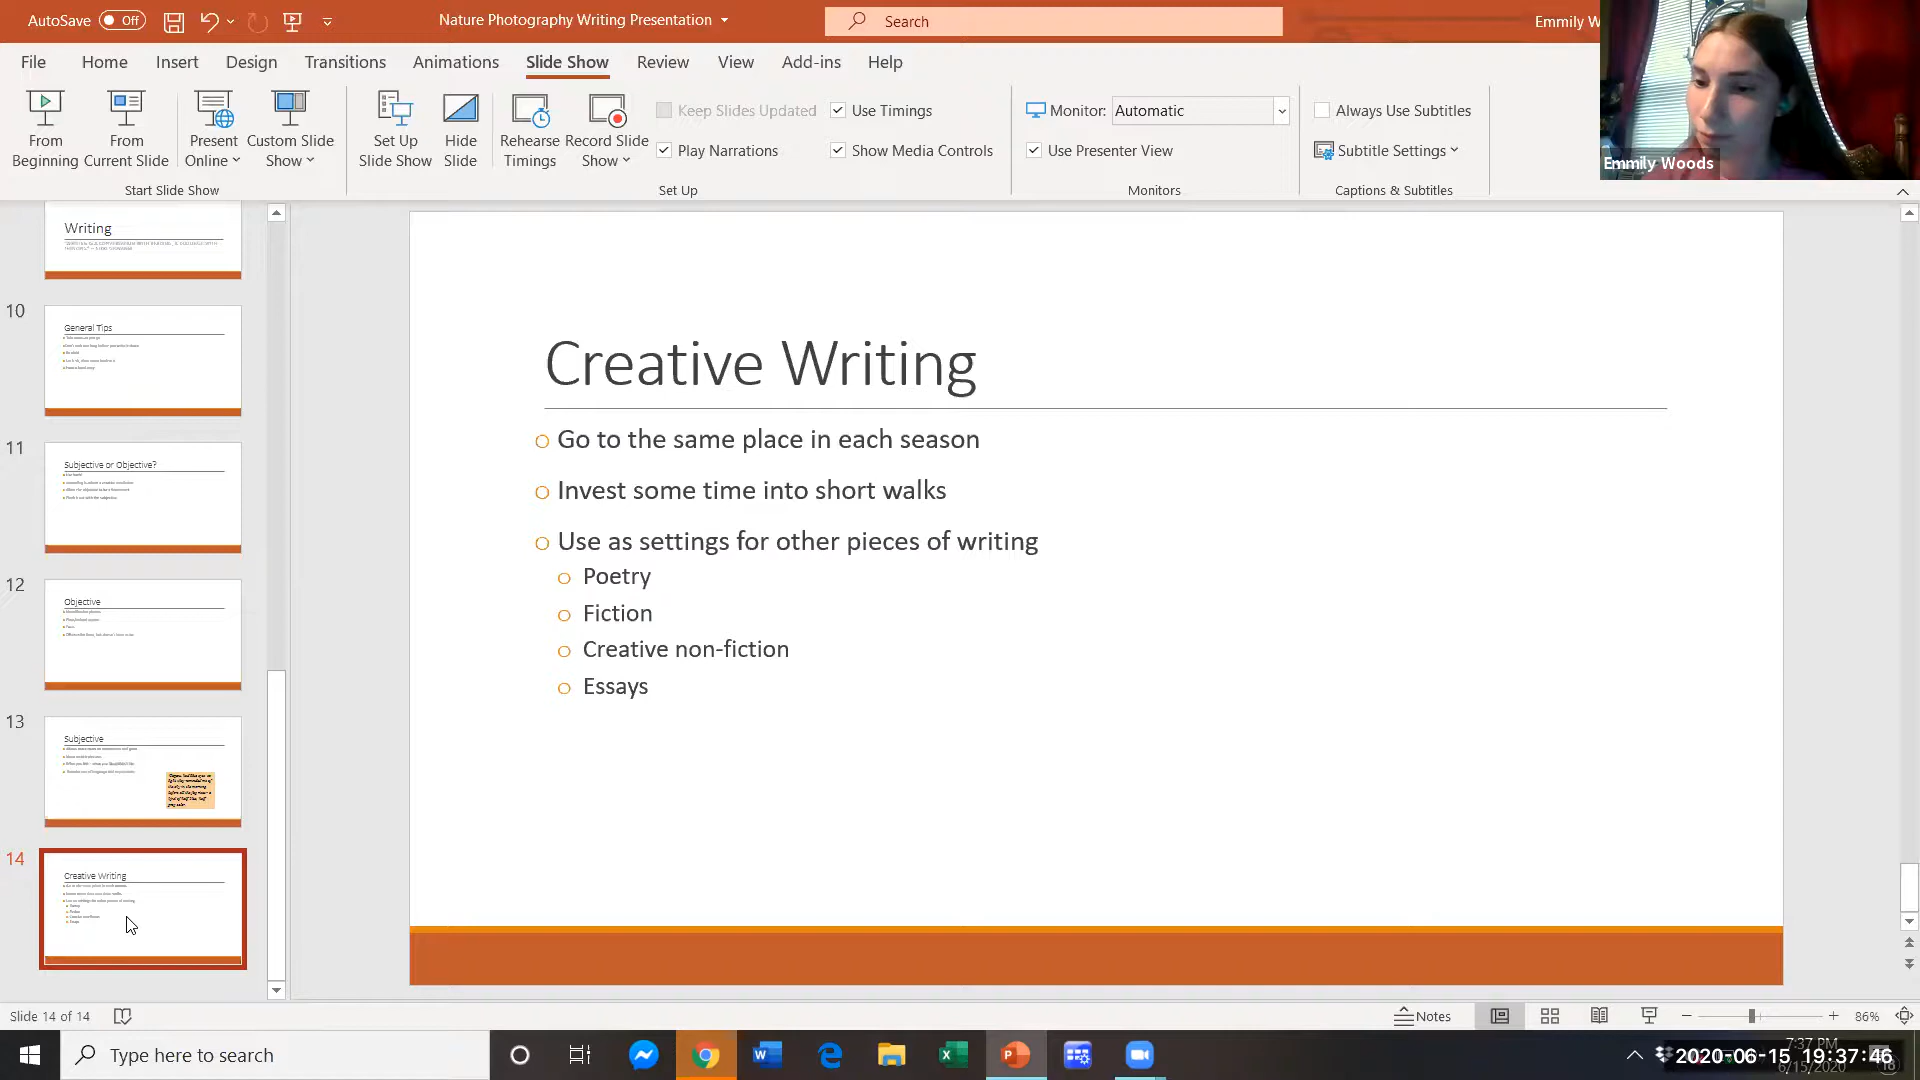 AutoSave Off Nature Photography Writing Presentation Search Emmily W
File Home Insert Design Transitions Animations Slide Show Review View Add-ins Help
From Beginning
From Current Slide
Present Online
Custom Slide Show
Set Up Slide Show
Hide Slide
Rehearse Timings
Record Slide Show
Keep Slides Updated
Use Timings
Play Narrations
Show Media Controls
Monitor: Automatic
Use Presenter View
Always Use Subtitles
Subtitle Settings
Start Slide Show Set Up Monitors Captions & Subtitles
Emmily Woods
Writing
10
General Tips
11
Subjective or Objective?
12
Objective
13
Subjective
14
Creative Writing
Creative Writing
Go to the same place in each season
Invest some time into short walks
Use as settings for other pieces of writing
Poetry
Fiction
Creative non-fiction
Essays
Slide 14 of 14 Notes 86%
Type here to search
7:37 PM
2020-06-15 19:37:46
6/15/2020